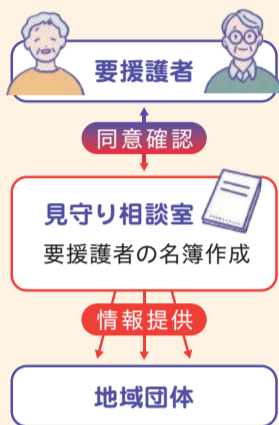 要援護者
同意確認
見守り相談室
要援護者の名簿作成
情報提供
地域団体